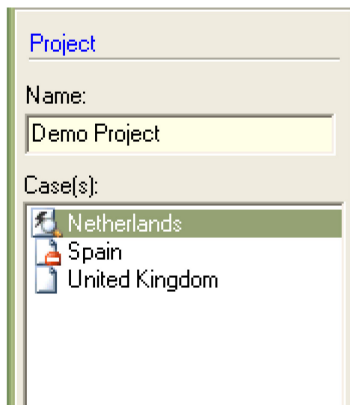 Project
Name:
Demo Project
Case(s):
Netherlands
Spain
United Kingdom